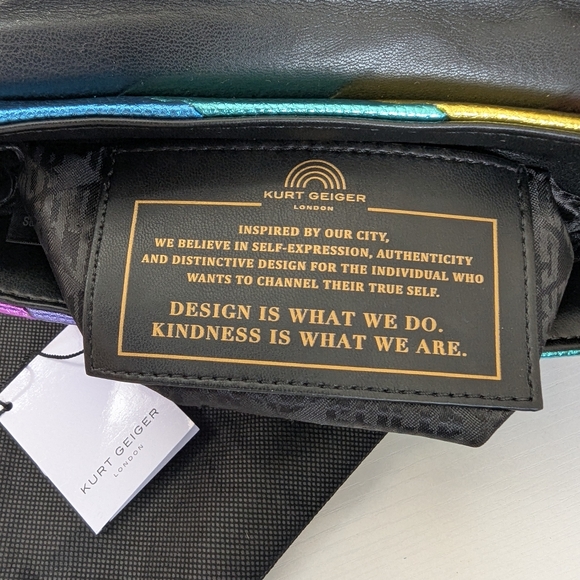 KURT GEIGER
LONDON
INSPIRED BY OUR CITY,
WE BELIEVE IN SELF-EXPRESSION, AUTHENTICITY
AND DISTINCTIVE DESIGN FOR THE INDIVIDUAL WHO
WANTS TO CHANNEL THEIR TRUE SELF.
DESIGN IS WHAT WE DO.
KINDNESS IS WHAT WE ARE.
KURT GEIGER
LONDON